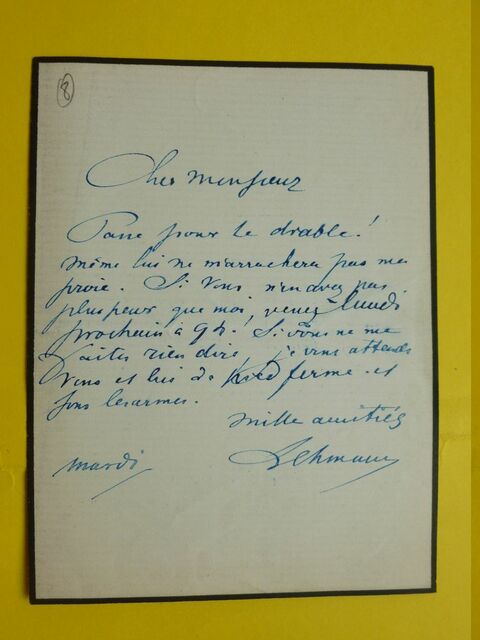 8
Cher Monsieur
Passe pour le diable!
même lui ne m'arrachera pas ma
proie. Si vous n'en avez pas
plus peur que moi, venez lundi
prochain à 9h! Si vous ne me
faites rien dire, je vous attends
vous et lui de pied ferme et
sous les armes.
mille amitiés
Lehmann
mardi